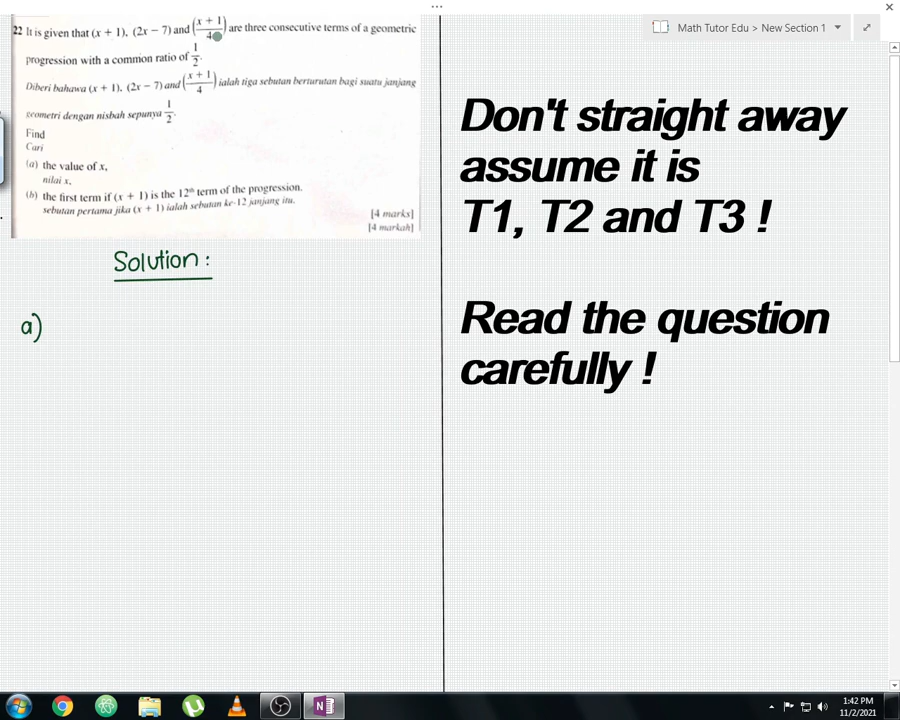 Math Tutor Edu > New Section 1
22 It is given that (x + 1), (2x − 7) and ((x + 1)/4) are three consecutive terms of a geometric
progression with a common ratio of 1/2.
Diberi bahawa (x + 1), (2x − 7) and ((x + 1)/4) ialah tiga sebutan berturutan bagi suatu janjang
geometri dengan nisbah sepunya 1/2.
Find
Cari
(a) the value of x,
nilai x,
(b) the first term if (x + 1) is the 12th term of the progression.
sebutan pertama jika (x + 1) ialah sebutan ke-12 janjang itu.
[4 marks]
[4 markah]
Solution :
a)
Don't straight away
assume it is
T1, T2 and T3 !
Read the question
carefully !
1:42 PM
11/2/2021